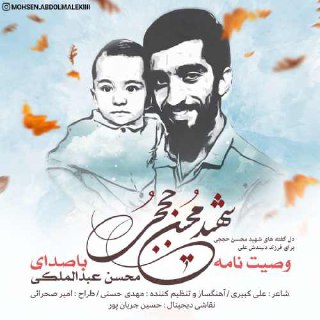 MOHSEN.ABDOLMALEKIIII
شهید محسن حججی
دل گفته های شهید محسن حججی
برای فرزند دلبندش علی
وصیت نامه
باصدای
محسن عبدالملکی
شاعر : علی کبیری / آهنگساز و تنظیم کننده : مهدی حسنی / طراح : امیر صحرائی
نقاشی دیجیتال : حسین جریان پور